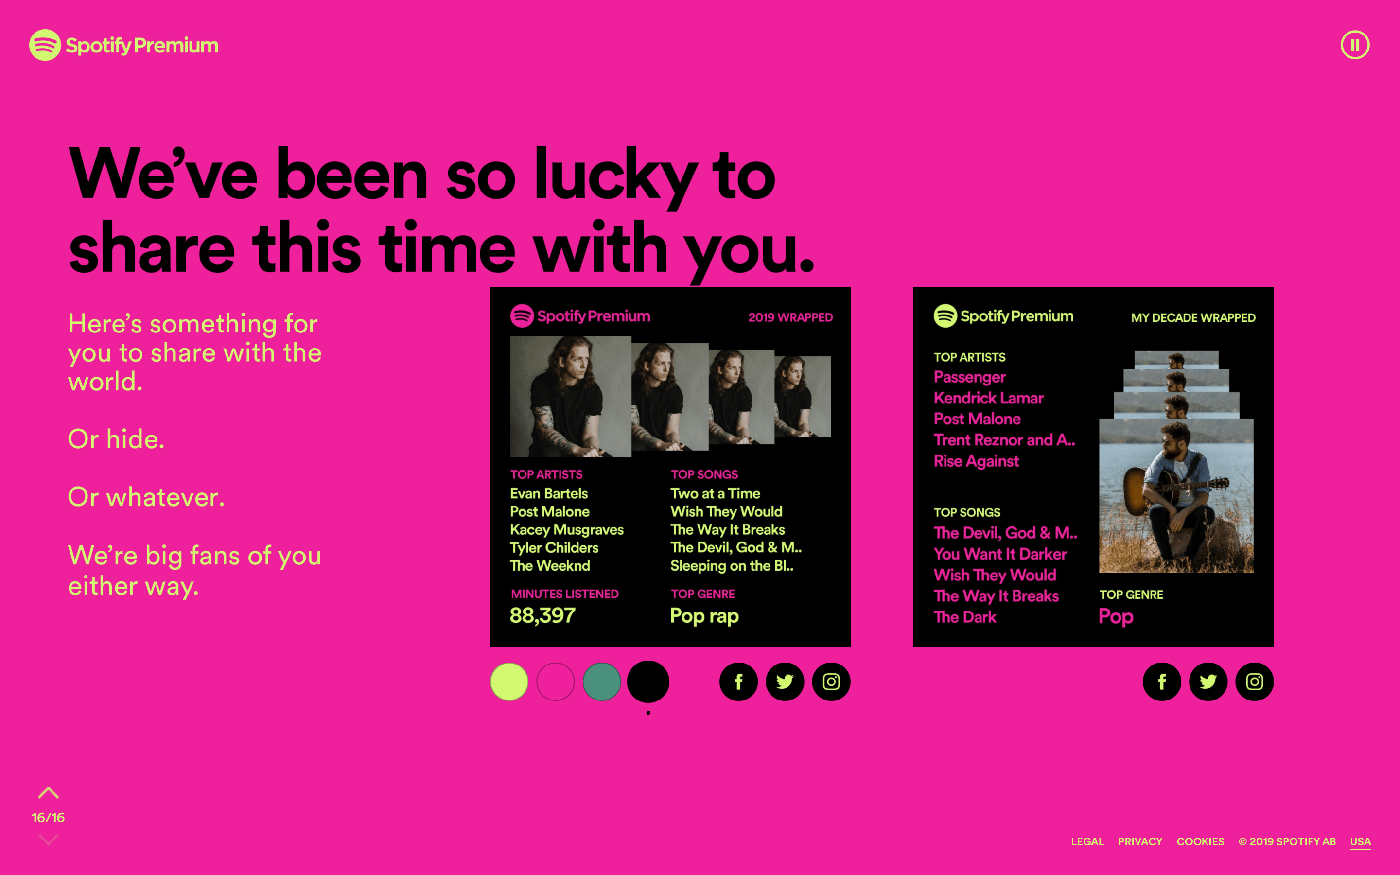 Spotify Premium
We've been so lucky to
share this time with you.
Here's something for
you to share with the
world.
Or hide.
Or whatever.
We're big fans of you
either way.
Spotify Premium
2019 WRAPPED
TOP ARTISTS
Evan Bartels
Post Malone
Kacey Musgraves
Tyler Childers
The Weeknd
TOP SONGS
Two at a Time
Wish They Would
The Way It Breaks
The Devil, God & M..
Sleeping on the Bl..
MINUTES LISTENED
88,397
TOP GENRE
Pop rap
Spotify Premium
MY DECADE WRAPPED
TOP ARTISTS
Passenger
Kendrick Lamar
Post Malone
Trent Reznor and A..
Rise Against
TOP SONGS
The Devil, God & M..
You Want It Darker
Wish They Would
The Way It Breaks
The Dark
TOP GENRE
Pop
16/16
LEGAL PRIVACY COOKIES © 2019 SPOTIFY AB USA